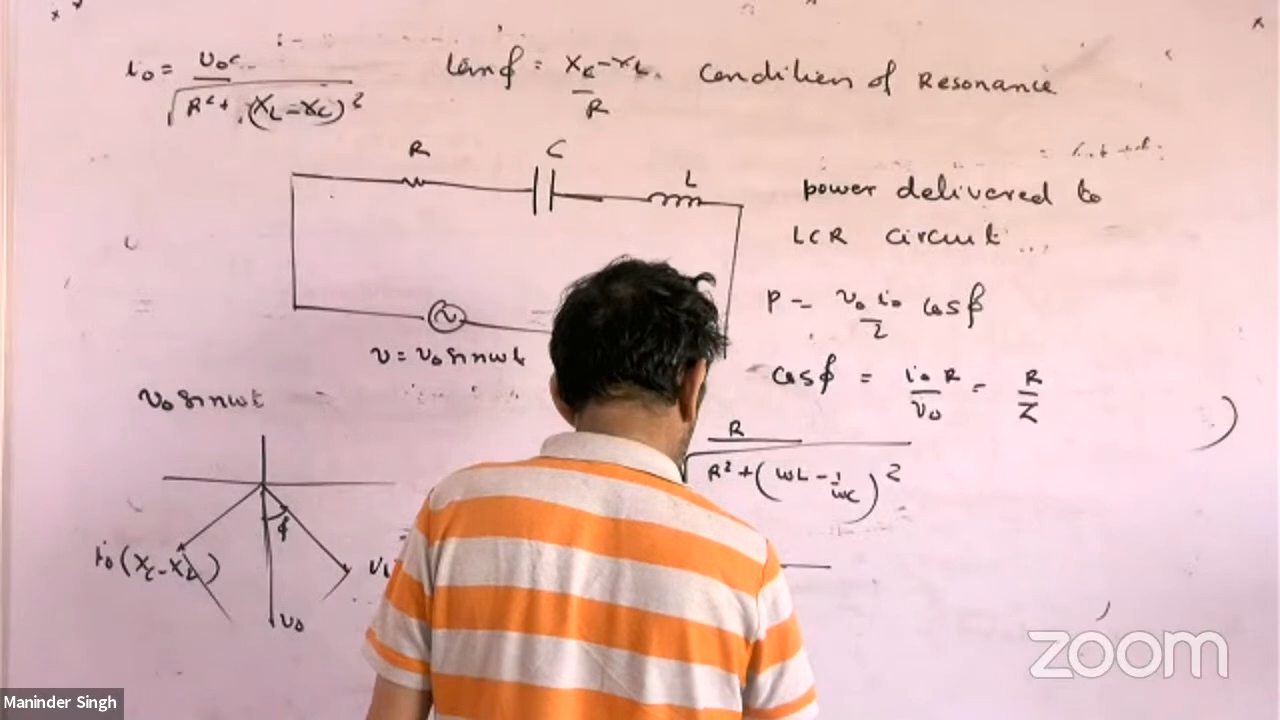 i₀ = v₀
√R² + (X_L - X_C)²
tanϕ = X_C - X_L
R
Condition of Resonance
R
C
L
power delivered to
LCR circuit...
P = v₀ i₀ cosϕ
2
v = v₀ sinωt
cosϕ = i₀ R = R
v₀ Z
v₀ sinωt
R
√R² + (ωL - 1/ωC)²
ϕ
i₀ (X_C - X_L)
v₀
Maninder Singh
zoom